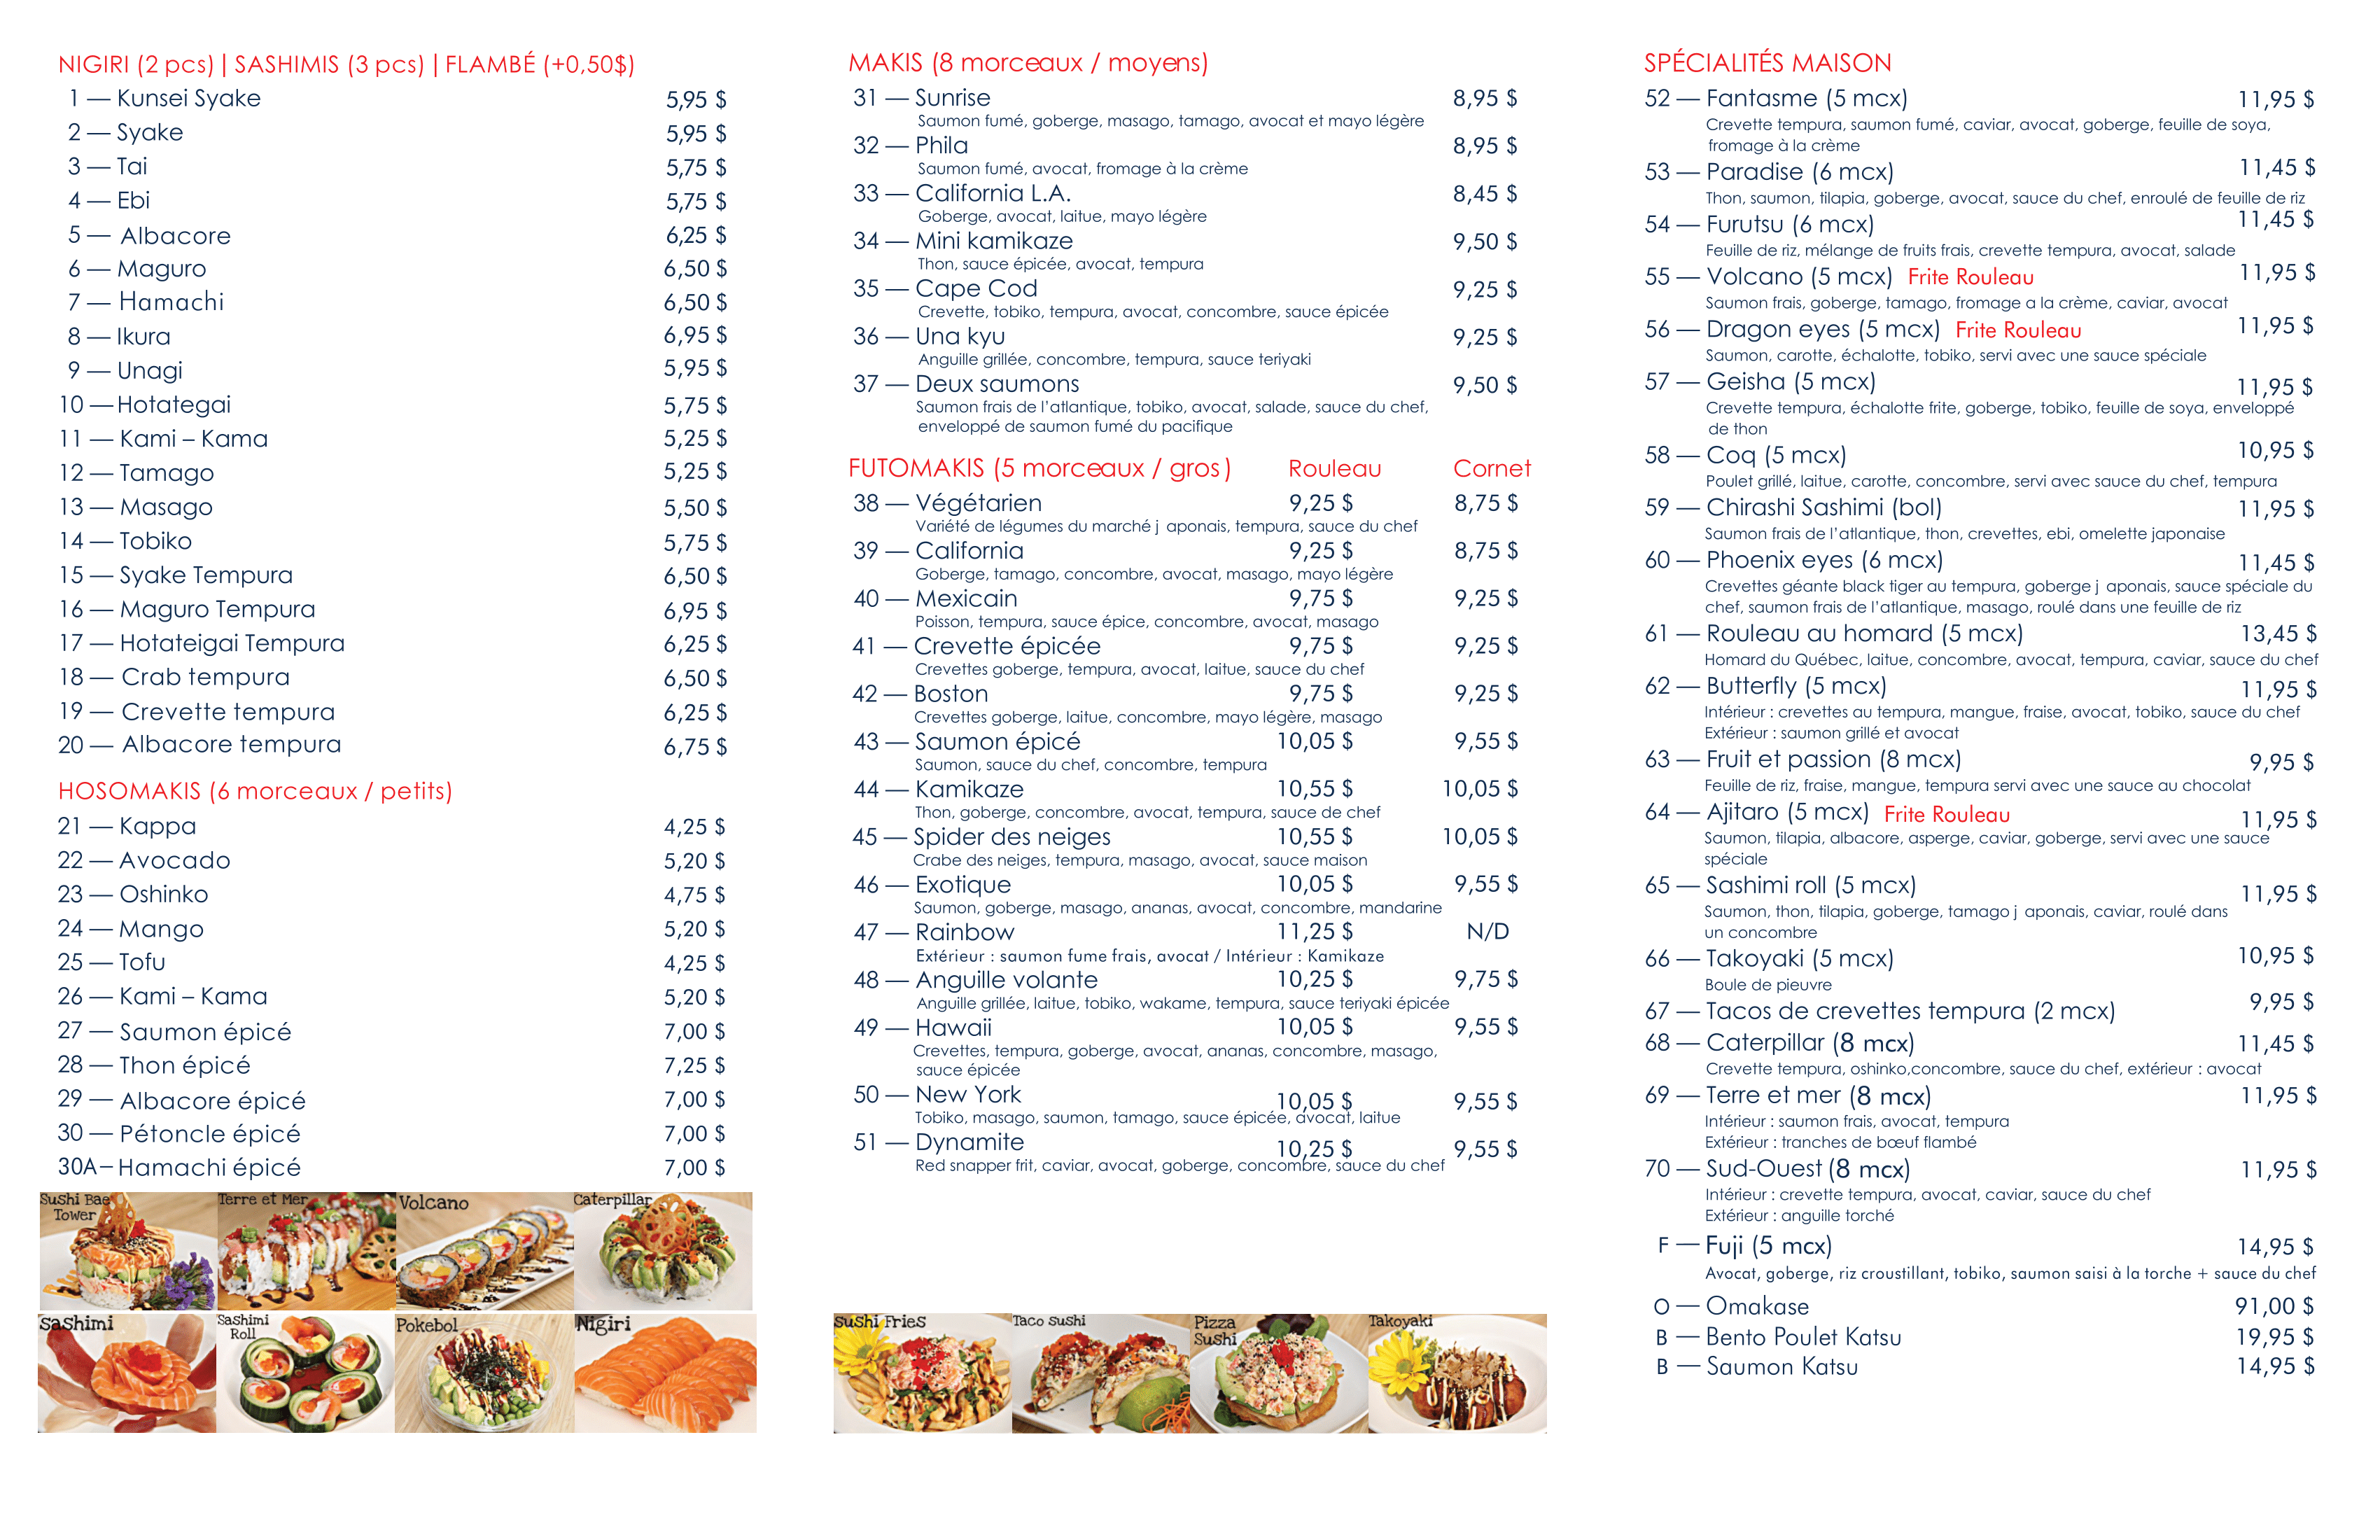 NIGIRI (2 pcs) | SASHIMIS (3 pcs) | FLAMBÉ (+0,50$)
1 — Kunsei Syake 5,95 $
2 — Syake 5,95 $
3 — Tai 5,75 $
4 — Ebi 5,75 $
5 — Albacore 6,25 $
6 — Maguro 6,50 $
7 — Hamachi 6,50 $
8 — Ikura 6,95 $
9 — Unagi 5,95 $
10 — Hotategai 5,75 $
11 — Kami – Kama 5,25 $
12 — Tamago 5,25 $
13 — Masago 5,50 $
14 — Tobiko 5,75 $
15 — Syake Tempura 6,50 $
16 — Maguro Tempura 6,95 $
17 — Hotateigai Tempura 6,25 $
18 — Crab tempura 6,50 $
19 — Crevette tempura 6,25 $
20 — Albacore tempura 6,75 $
HOSOMAKIS (6 morceaux / petits)
21 — Kappa 4,25 $
22 — Avocado 5,20 $
23 — Oshinko 4,75 $
24 — Mango 5,20 $
25 — Tofu 4,25 $
26 — Kami – Kama 5,20 $
27 — Saumon épicé 7,00 $
28 — Thon épicé 7,25 $
29 — Albacore épicé 7,00 $
30 — Pétoncle épicé 7,00 $
30A– Hamachi épicé 7,00 $
Sushi Bae Tower
Terre et Mer
Volcano
Caterpillar
sashimi
Sashimi Roll
Pokebol
Nigiri
MAKIS (8 morceaux / moyens)
31 — Sunrise 8,95 $
Saumon fumé, goberge, masago, tamago, avocat et mayo légère
32 — Phila 8,95 $
Saumon fumé, avocat, fromage à la crème
33 — California L.A. 8,45 $
Goberge, avocat, laitue, mayo légère
34 — Mini kamikaze 9,50 $
Thon, sauce épicée, avocat, tempura
35 — Cape Cod 9,25 $
Crevette, tobiko, tempura, avocat, concombre, sauce épicée
36 — Una kyu 9,25 $
Anguille grillée, concombre, tempura, sauce teriyaki
37 — Deux saumons 9,50 $
Saumon frais de l'atlantique, tobiko, avocat, salade, sauce du chef,
enveloppé de saumon fumé du pacifique
FUTOMAKIS (5 morceaux / gros) Rouleau Cornet
38 — Végétarien 9,25 $ 8,75 $
Variété de légumes du marché j aponais, tempura, sauce du chef
39 — California 9,25 $ 8,75 $
Goberge, tamago, concombre, avocat, masago, mayo légère
40 — Mexicain 9,75 $ 9,25 $
Poisson, tempura, sauce épice, concombre, avocat, masago
41 — Crevette épicée 9,75 $ 9,25 $
Crevettes goberge, tempura, avocat, laitue, sauce du chef
42 — Boston 9,75 $ 9,25 $
Crevettes goberge, laitue, concombre, mayo légère, masago
43 — Saumon épicé 10,05 $ 9,55 $
Saumon, sauce du chef, concombre, tempura
44 — Kamikaze 10,55 $ 10,05 $
Thon, goberge, concombre, avocat, tempura, sauce de chef
45 — Spider des neiges 10,55 $ 10,05 $
Crabe des neiges, tempura, masago, avocat, sauce maison
46 — Exotique 10,05 $ 9,55 $
Saumon, goberge, masago, ananas, avocat, concombre, mandarine
47 — Rainbow 11,25 $ N/D
Extérieur : saumon fume frais, avocat / Intérieur : Kamikaze
48 — Anguille volante 10,25 $ 9,75 $
Anguille grillée, laitue, tobiko, wakame, tempura, sauce teriyaki épicée
49 — Hawaii 10,05 $ 9,55 $
Crevettes, tempura, goberge, avocat, ananas, concombre, masago,
sauce épicée
50 — New York 10,05 $ 9,55 $
Tobiko, masago, saumon, tamago, sauce épicée, avocat, laitue
51 — Dynamite 10,25 $ 9,55 $
Red snapper frit, caviar, avocat, goberge, concombre, sauce du chef
sushi Fries
Taco sushi
Pizza Sushi
Takoyaki
SPÉCIALITÉS MAISON
52 — Fantasme (5 mcx) 11,95 $
Crevette tempura, saumon fumé, caviar, avocat, goberge, feuille de soya,
fromage à la crème
53 — Paradise (6 mcx) 11,45 $
Thon, saumon, tilapia, goberge, avocat, sauce du chef, enroulé de feuille de riz
54 — Furutsu (6 mcx) 11,45 $
Feuille de riz, mélange de fruits frais, crevette tempura, avocat, salade
55 — Volcano (5 mcx) Frite Rouleau 11,95 $
Saumon frais, goberge, tamago, fromage a la crème, caviar, avocat
56 — Dragon eyes (5 mcx) Frite Rouleau 11,95 $
Saumon, carotte, échalotte, tobiko, servi avec une sauce spéciale
57 — Geisha (5 mcx) 11,95 $
Crevette tempura, échalotte frite, goberge, tobiko, feuille de soya, enveloppé
de thon
58 — Coq (5 mcx) 10,95 $
Poulet grillé, laitue, carotte, concombre, servi avec sauce du chef, tempura
59 — Chirashi Sashimi (bol) 11,95 $
Saumon frais de l'atlantique, thon, crevettes, ebi, omelette japonaise
60 — Phoenix eyes (6 mcx) 11,45 $
Crevettes géante black tiger au tempura, goberge j aponais, sauce spéciale du
chef, saumon frais de l'atlantique, masago, roulé dans une feuille de riz
61 — Rouleau au homard (5 mcx) 13,45 $
Homard du Québec, laitue, concombre, avocat, tempura, caviar, sauce du chef
62 — Butterfly (5 mcx) 11,95 $
Intérieur : crevettes au tempura, mangue, fraise, avocat, tobiko, sauce du chef
Extérieur : saumon grillé et avocat
63 — Fruit et passion (8 mcx) 9,95 $
Feuille de riz, fraise, mangue, tempura servi avec une sauce au chocolat
64 — Ajitaro (5 mcx) Frite Rouleau 11,95 $
Saumon, tilapia, albacore, asperge, caviar, goberge, servi avec une sauce
spéciale
65 — Sashimi roll (5 mcx) 11,95 $
Saumon, thon, tilapia, goberge, tamago j aponais, caviar, roulé dans
un concombre
66 — Takoyaki (5 mcx) 10,95 $
Boule de pieuvre
67 — Tacos de crevettes tempura (2 mcx) 9,95 $
68 — Caterpillar (8 mcx) 11,45 $
Crevette tempura, oshinko,concombre, sauce du chef, extérieur : avocat
69 — Terre et mer (8 mcx) 11,95 $
Intérieur : saumon frais, avocat, tempura
Extérieur : tranches de bœuf flambé
70 — Sud-Ouest (8 mcx) 11,95 $
Intérieur : crevette tempura, avocat, caviar, sauce du chef
Extérieur : anguille torché
F — Fuji (5 mcx) 14,95 $
Avocat, goberge, riz croustillant, tobiko, saumon saisi à la torche + sauce du chef
O — Omakase 91,00 $
B — Bento Poulet Katsu 19,95 $
B — Saumon Katsu 14,95 $